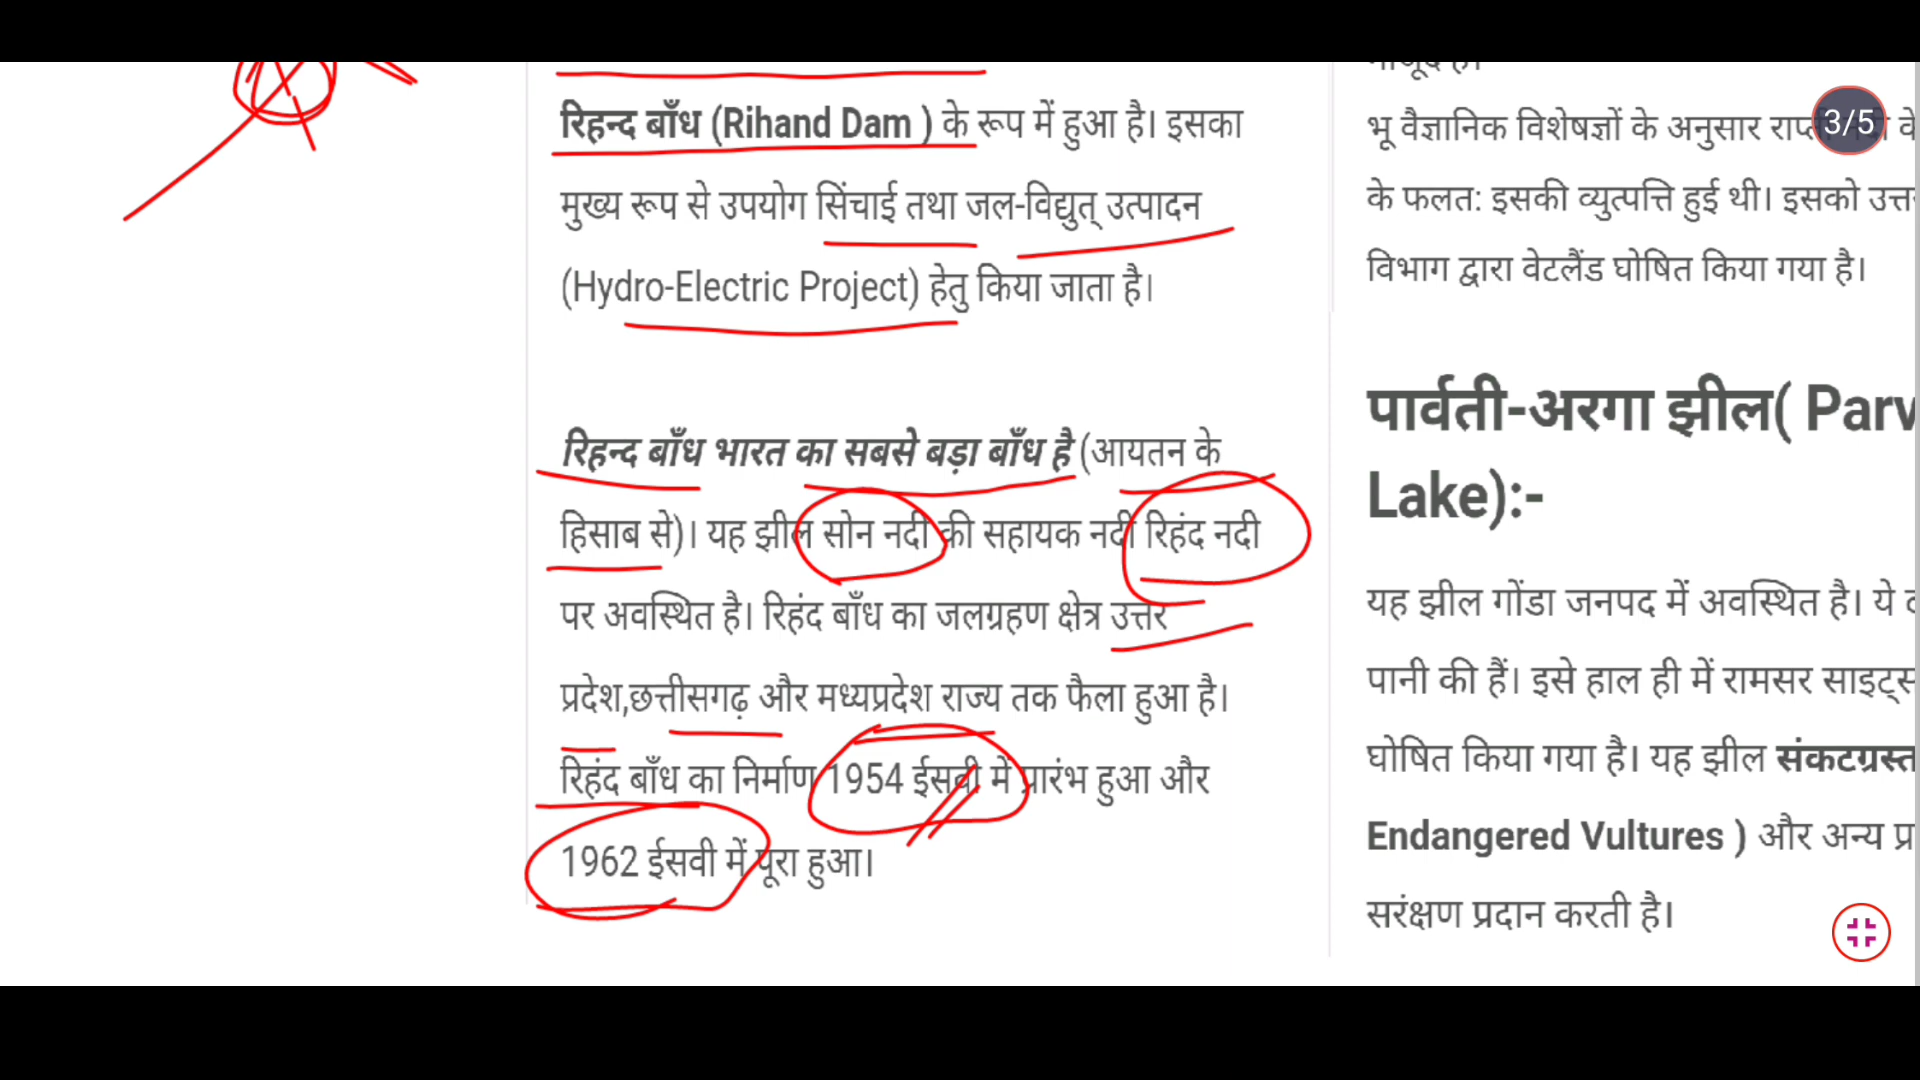 रिहन्द बाँध (Rihand Dam ) के रूप में हुआ है। इसका
मुख्य रूप से उपयोग सिंचाई तथा जल-विद्युत् उत्पादन
(Hydro-Electric Project) हेतु किया जाता है।
रिहन्द बाँध भारत का सबसे बड़ा बाँध है (आयतन के
हिसाब से)। यह झील सोन नदी की सहायक नदी रिहंद नदी
पर अवस्थित है। रिहंद बाँध का जलग्रहण क्षेत्र उत्तर
प्रदेश,छत्तीसगढ़ और मध्यप्रदेश राज्य तक फैला हुआ है।
रिहंद बाँध का निर्माण 1954 ईसवी में प्रारंभ हुआ और
1962 ईसवी में पूरा हुआ।
3/5
भू वैज्ञानिक विशेषज्ञों के अनुसार
के फलत: इसकी व्युत्पत्ति हुई थी। इसको
विभाग द्वारा वेटलैंड घोषित किया गया है।
पार्वती-अरगा झील( Parv
Lake):-
यह झील गोंडा जनपद में अवस्थित है। ये
पानी की हैं। इसे हाल ही में रामसर साइट्स
घोषित किया गया है। यह झील संकटग्रस्त
Endangered Vultures ) और अन्य प्र
सरंक्षण प्रदान करती है।